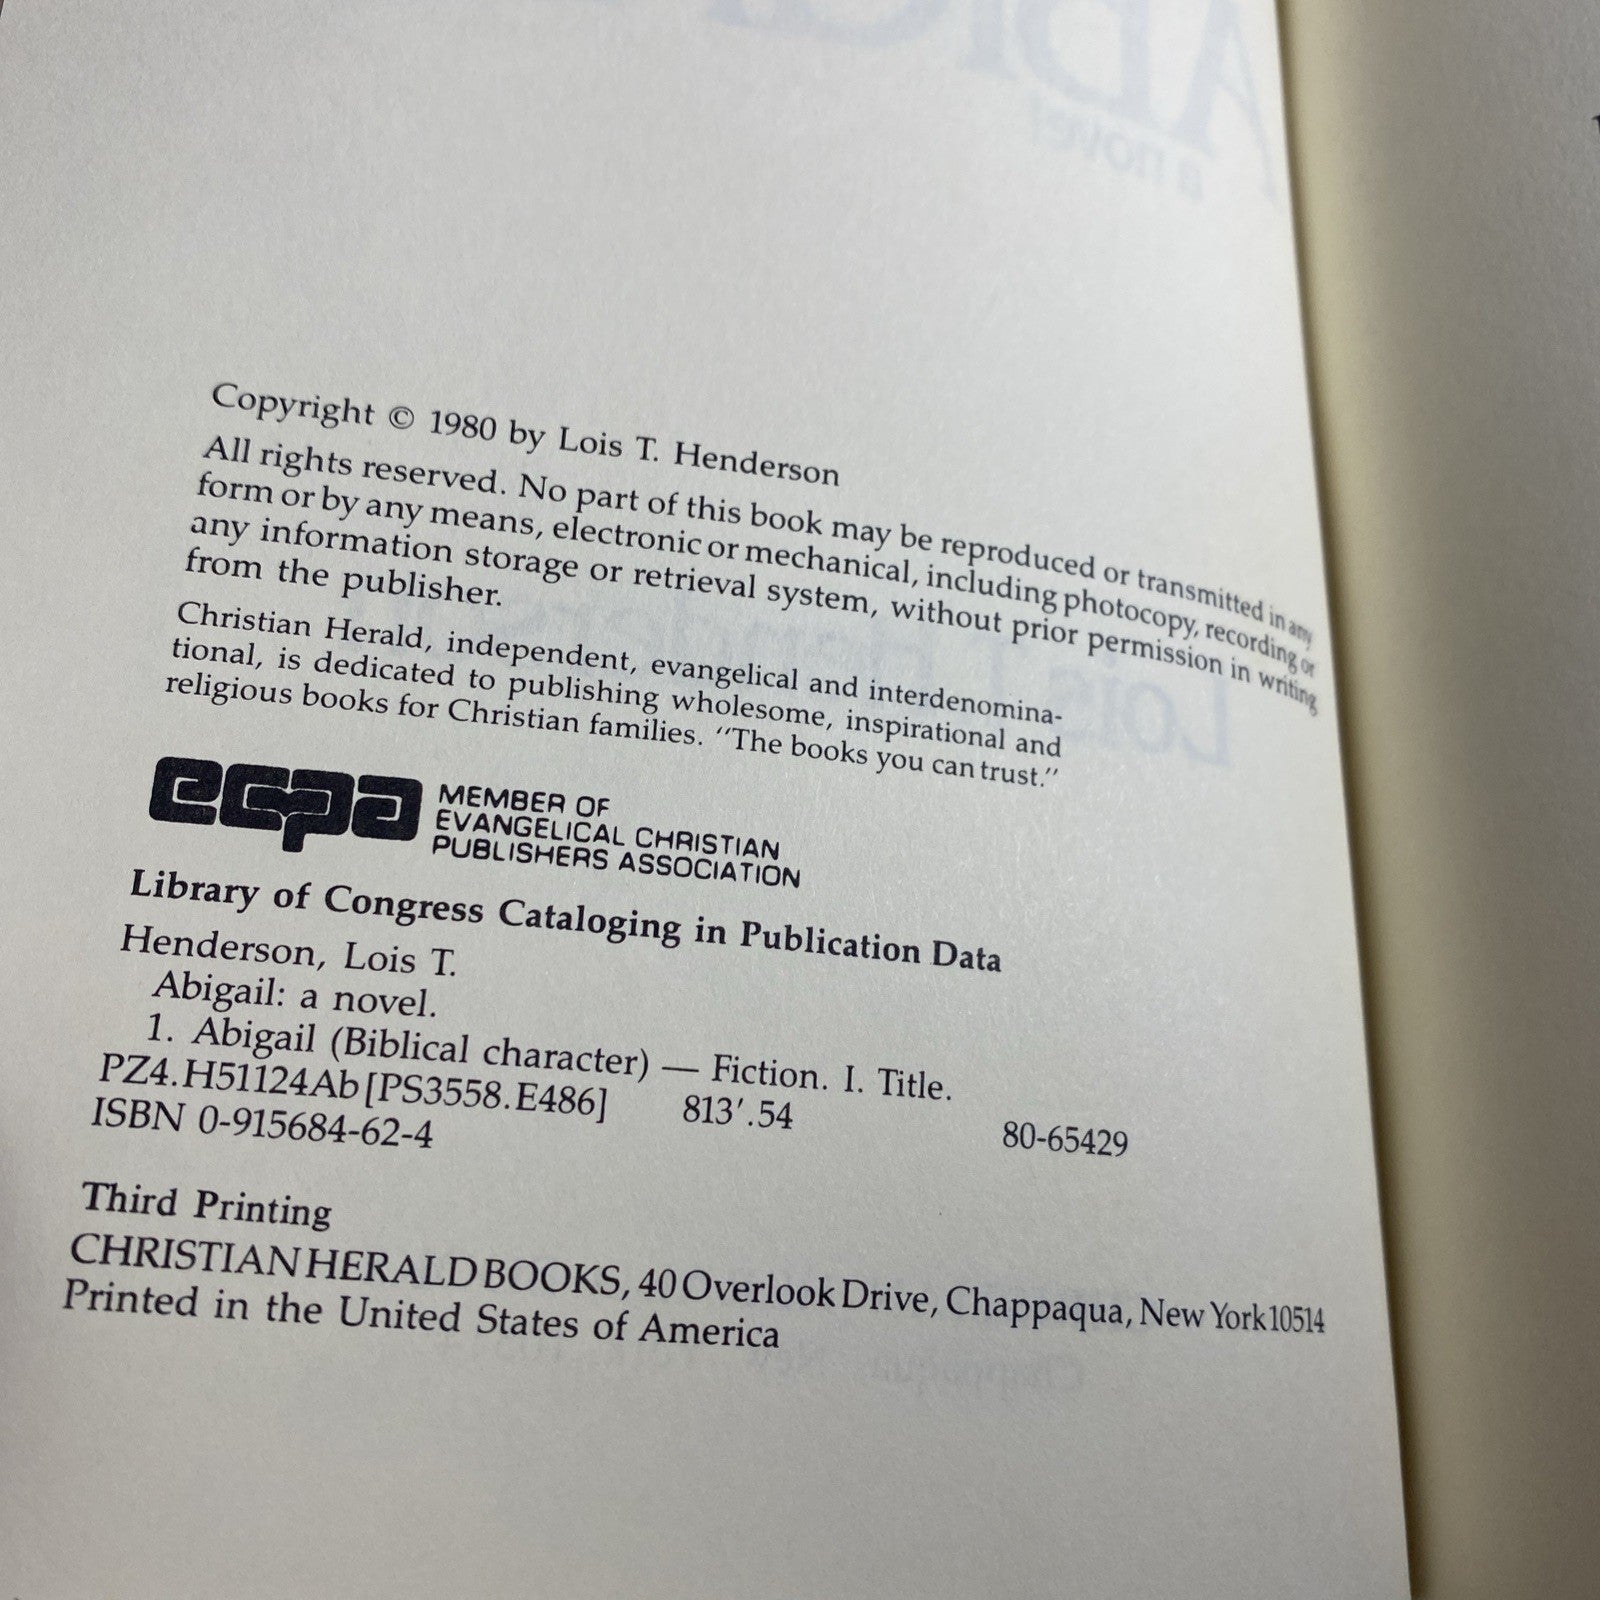 a novel
Copyright © 1980 by Lois T. Henderson
All rights reserved. No part of this book may be reproduced or transmitted in any
form or by any means, electronic or mechanical, including photocopy, recording or
any information storage or retrieval system, without prior permission in writing
from the publisher.
Christian Herald, independent, evangelical and interdenomina-
tional, is dedicated to publishing wholesome, inspirational and
religious books for Christian families. "The books you can trust."
ecpa MEMBER OF
EVANGELICAL CHRISTIAN
PUBLISHERS ASSOCIATION
Library of Congress Cataloging in Publication Data
Henderson, Lois T.
Abigail: a novel.
1. Abigail (Biblical character) — Fiction. I. Title.
PZ4.H51124Ab [PS3558.E486] 813'.54 80-65429
ISBN 0-915684-62-4
Third Printing
CHRISTIAN HERALD BOOKS, 40 Overlook Drive, Chappaqua, New York 10514
Printed in the United States of America